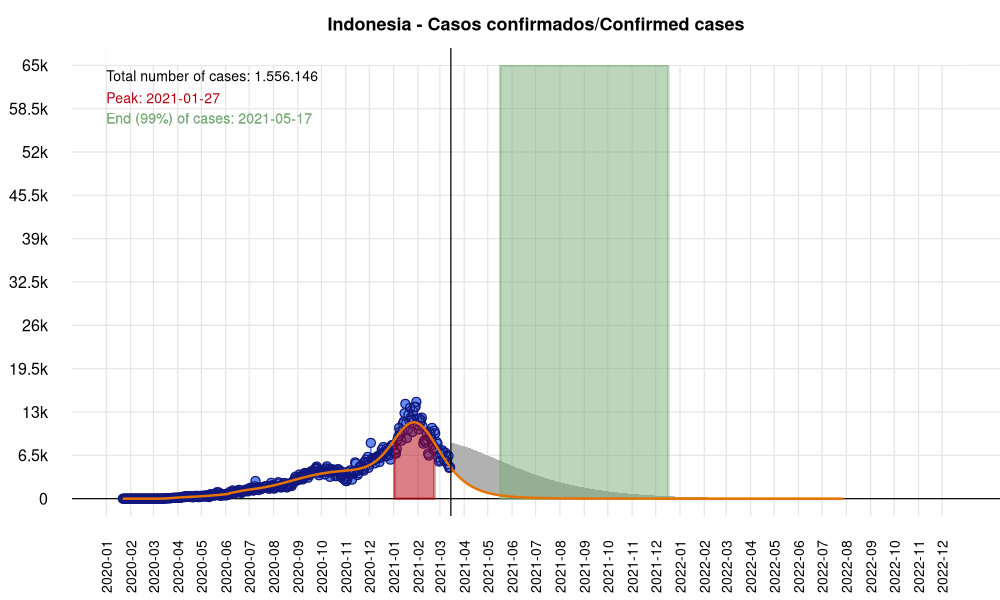 Indonesia - Casos confirmados/Confirmed cases
65k
Total number of cases: 1.556.146
Peak: 2021-01-27
End (99%) of cases: 2021-05-17
58.5k
52k
45.5k
39k
32.5k
26k
19.5k
13k
6.5k
0
2020-01
2020-02
2020-03
2020-04
2020-05
2020-06
2020-07
2020-08
2020-09
2020-10
2020-11
2020-12
2021-01
2021-02
2021-03
2021-04
2021-05
2021-06
2021-07
2021-08
2021-09
2021-10
2021-11
2021-12
2022-01
2022-02
2022-03
2022-04
2022-05
2022-06
2022-07
2022-08
2022-09
2022-10
2022-11
2022-12